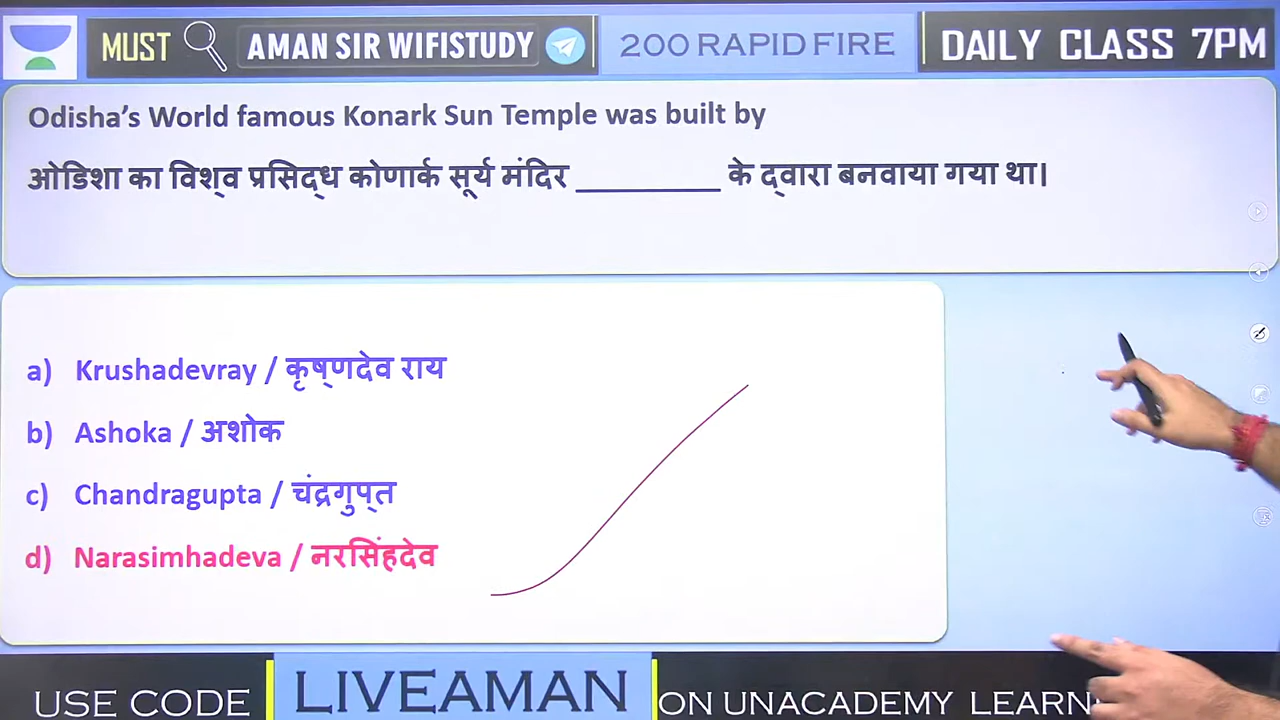 MUST AMAN SIR WIFISTUDY 200 RAPID FIRE DAILY CLASS 7PM
Odisha's World famous Konark Sun Temple was built by
ओडिशा का विश्व प्रसिद्ध कोणार्क सूर्य मंदिर _________ के द्वारा बनवाया गया था।
a) Krushadevray / कृष्णदेव राय
b) Ashoka / अशोक
c) Chandragupta / चंद्रगुप्त
d) Narasimhadeva / नरसिंहदेव
USE CODE LIVEAMAN ON UNACADEMY LEARN